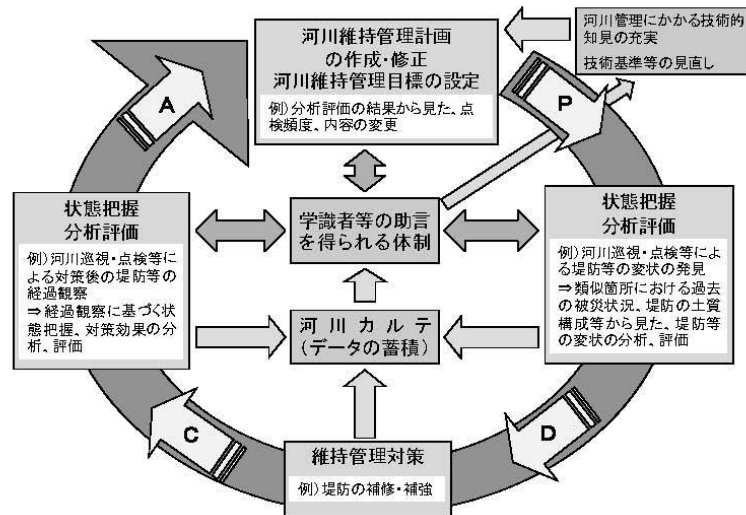 河川維持管理計画
の作成・修正
河川維持管理目標の設定
例）分析評価の結果から見た、点
検頻度、内容の変更
河川管理にかかる技術的
知見の充実
技術基準等の見直し
A
P
状態把握
分析評価
例）河川巡視・点検等に
よる対策後の堤防等の
経過観察
⇒経過観察に基づく状
態把握、対策効果の分
析、評価
学識者等の助言
を得られる体制
状態把握
分析評価
例）河川巡視・点検等によ
る堤防等の変状の発見
⇒類似箇所における過去の
被災状況、堤防の土質
構成等から見た、堤防等
の変状の分析、評価
河川カルテ
（データの蓄積）
C
D
維持管理対策
例）堤防の補修・補強